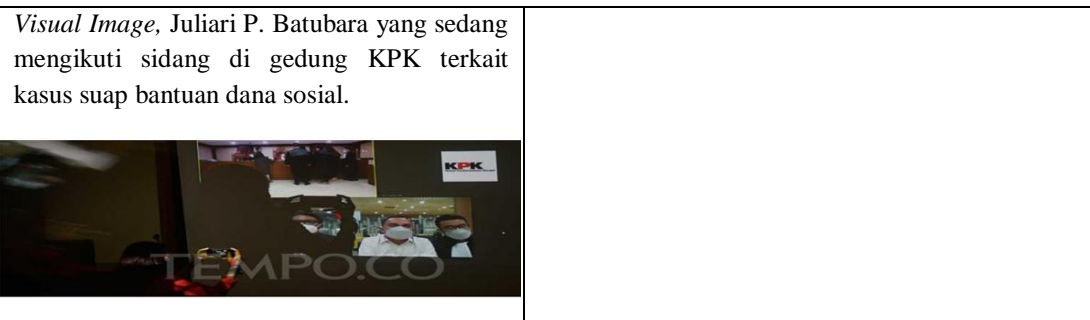 Visual Image, Juliari P. Batubara yang sedang
mengikuti sidang di gedung KPK terkait
kasus suap bantuan dana sosial.
KPK
TEMPO.CO